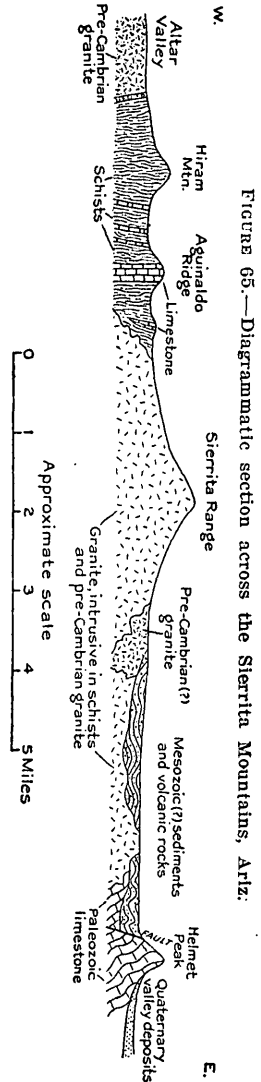 W.
E.
Altar
Valley
Pre-Cambrian
granite
Hiram
Mtn.
Schists
Aguinaldo
Ridge
Limestone
Sierrita Range
Granite, intrusive in schists
and pre-Cambrian granite
Pre-Cambrian(?)
granite
Mesozoic(?) sediments
and volcanic rocks
Helmet
Peak
FAULT
Paleozoic
limestone
Quaternary
valley deposits
0 1 2 3 4 5 Miles
Approximate scale
FIGURE 65.—Diagrammatic section across the Sierrita Mountains, Ariz.